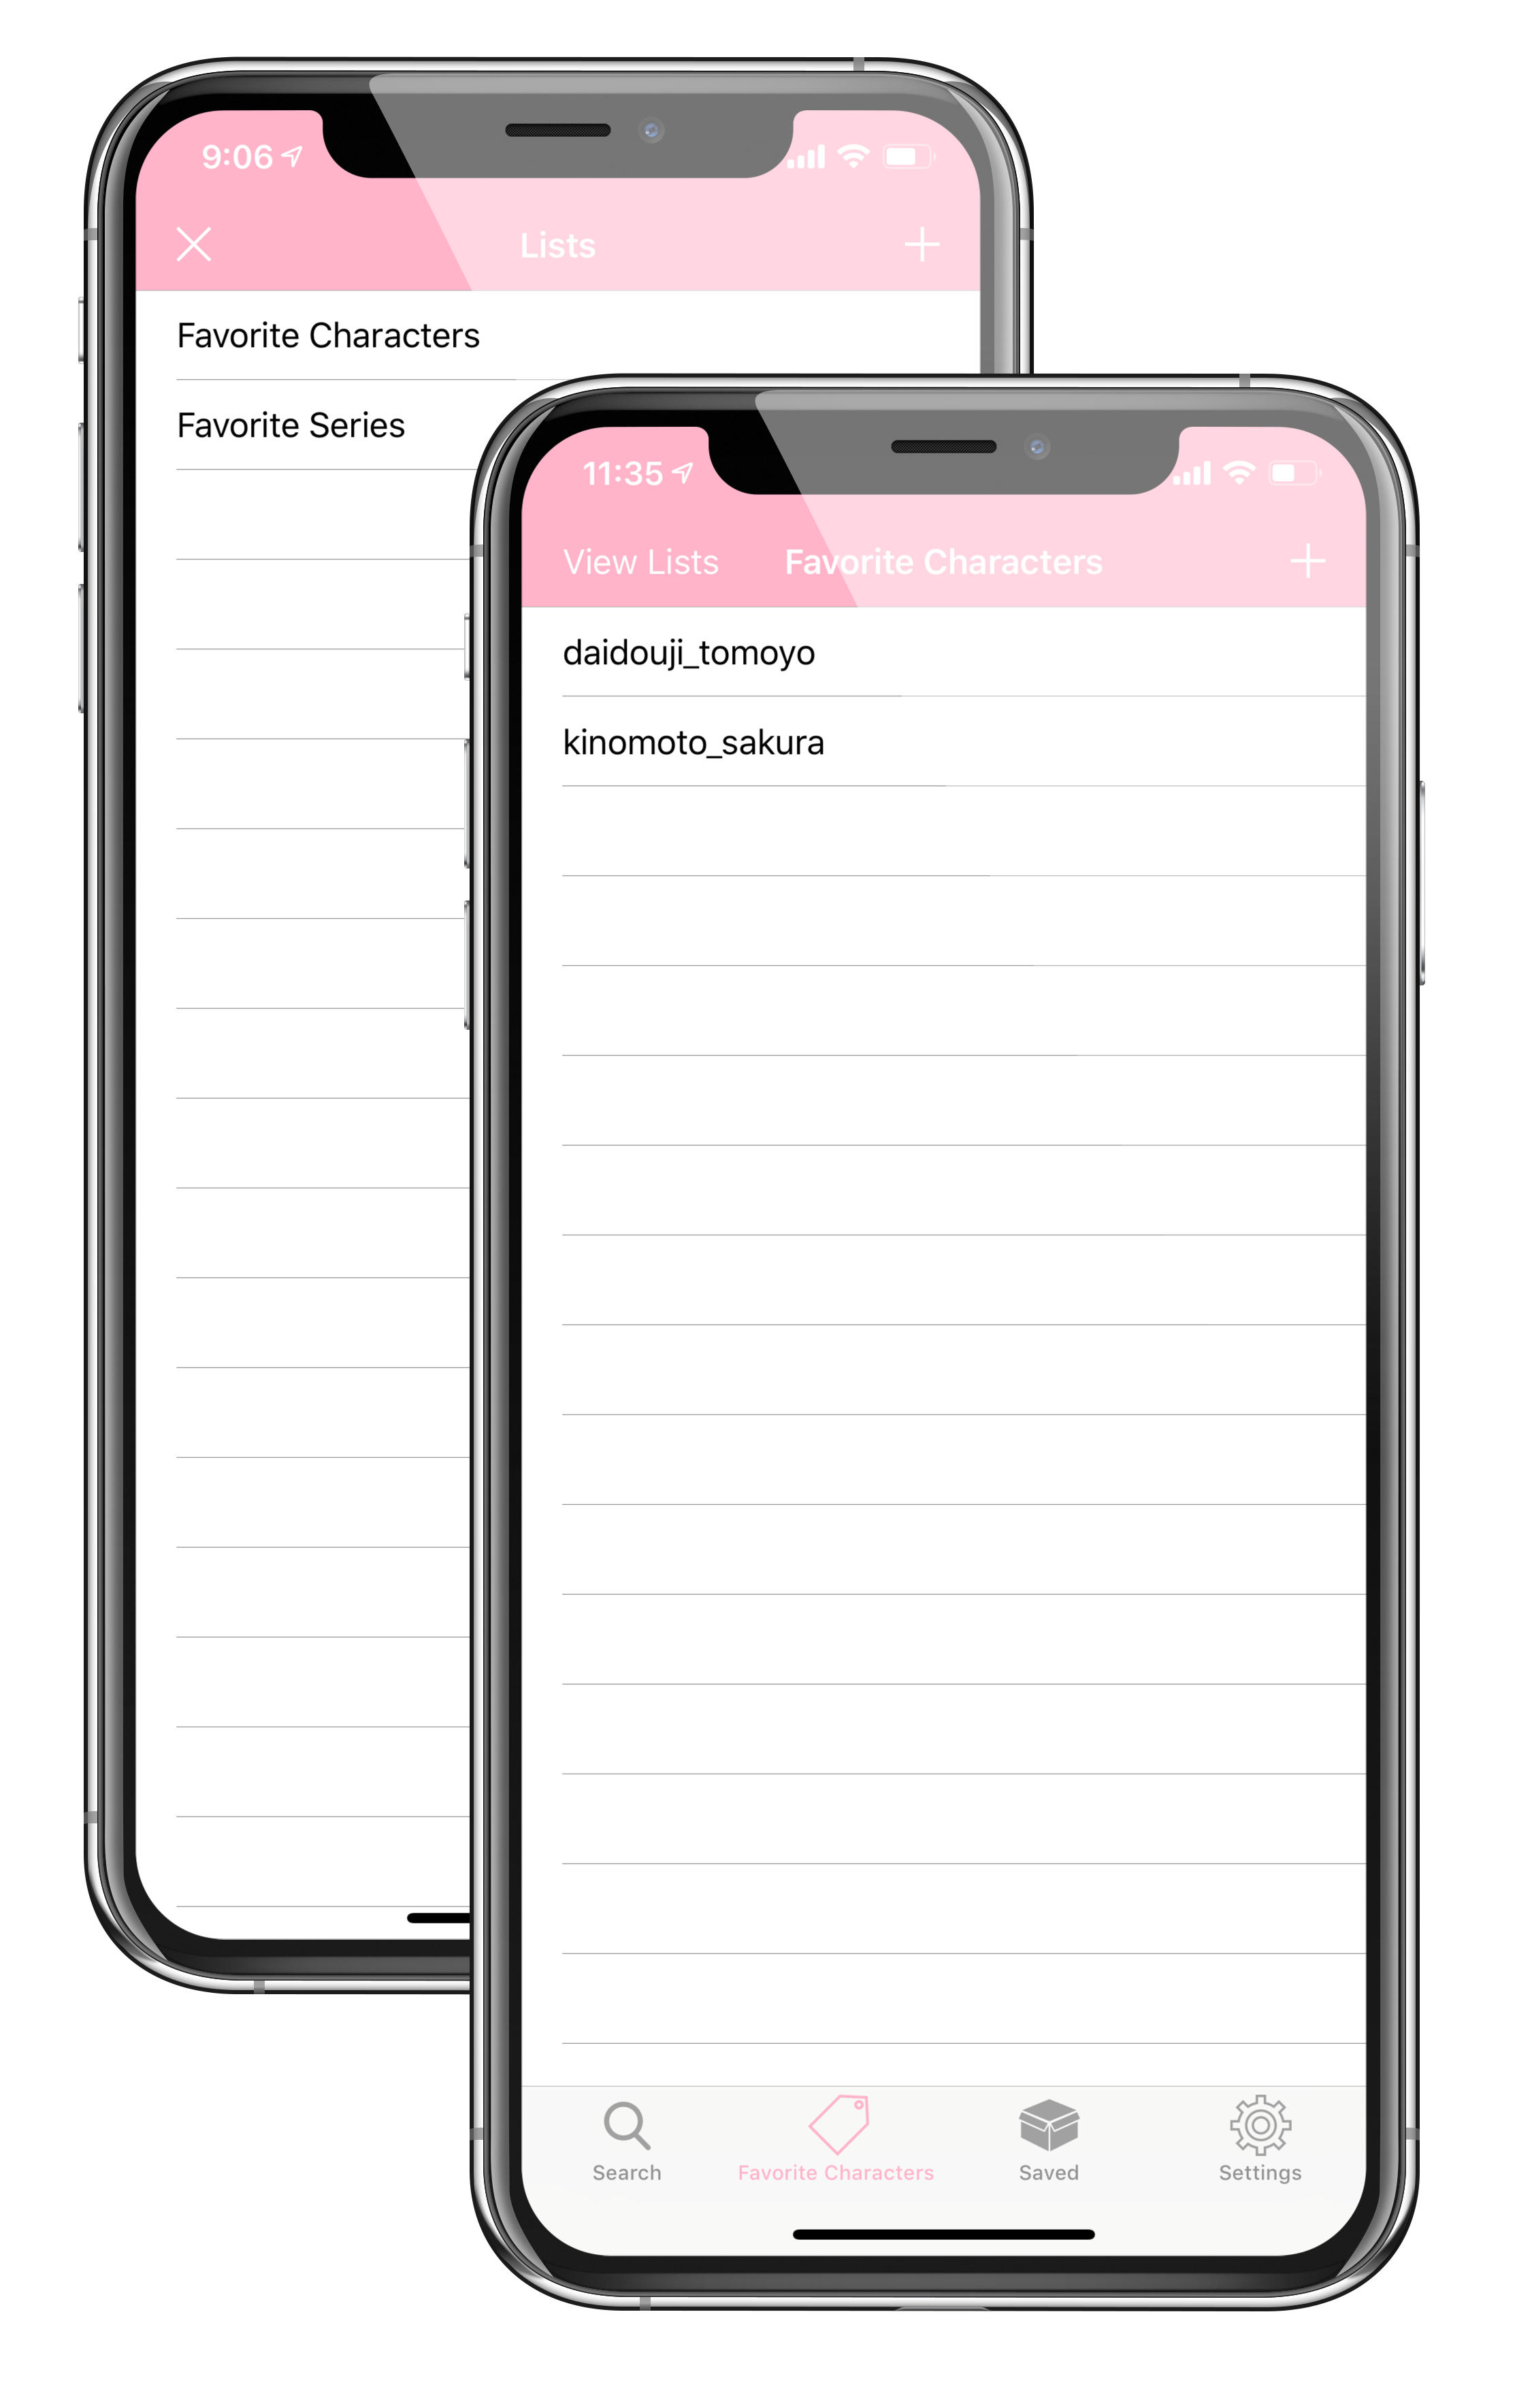 9:06
Lists
Favorite Characters
Favorite Series
11:35
View Lists Favorite Characters
daidouji_tomoyo
kinomoto_sakura
Search Favorite Characters Saved Settings